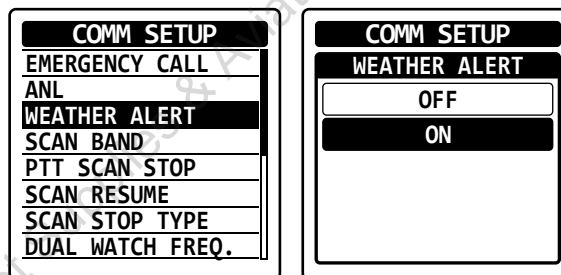 COMM SETUP
EMERGENCY CALL
ANL
WEATHER ALERT
SCAN BAND
PTT SCAN STOP
SCAN RESUME
SCAN STOP TYPE
DUAL WATCH FREQ.
COMM SETUP
WEATHER ALERT
OFF
ON